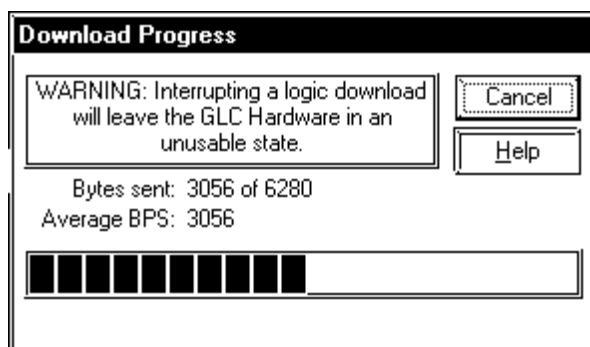 Download Progress
WARNING: Interrupting a logic download
will leave the GLC Hardware in an
unusable state.
Cancel
Help
Bytes sent: 3056 of 6280
Average BPS: 3056